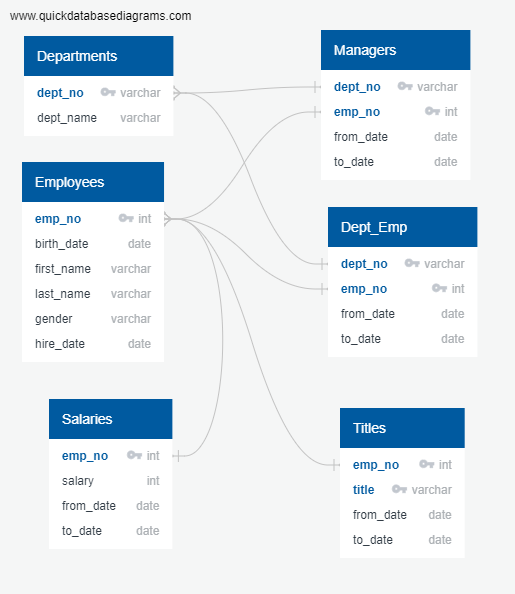 www.quickdatabasediagrams.com
Departments
dept_no varchar
dept_name varchar
Managers
dept_no varchar
emp_no int
from_date date
to_date date
Employees
emp_no int
birth_date date
first_name varchar
last_name varchar
gender varchar
hire_date date
Dept_Emp
dept_no varchar
emp_no int
from_date date
to_date date
Salaries
emp_no int
salary int
from_date date
to_date date
Titles
emp_no int
title varchar
from_date date
to_date date